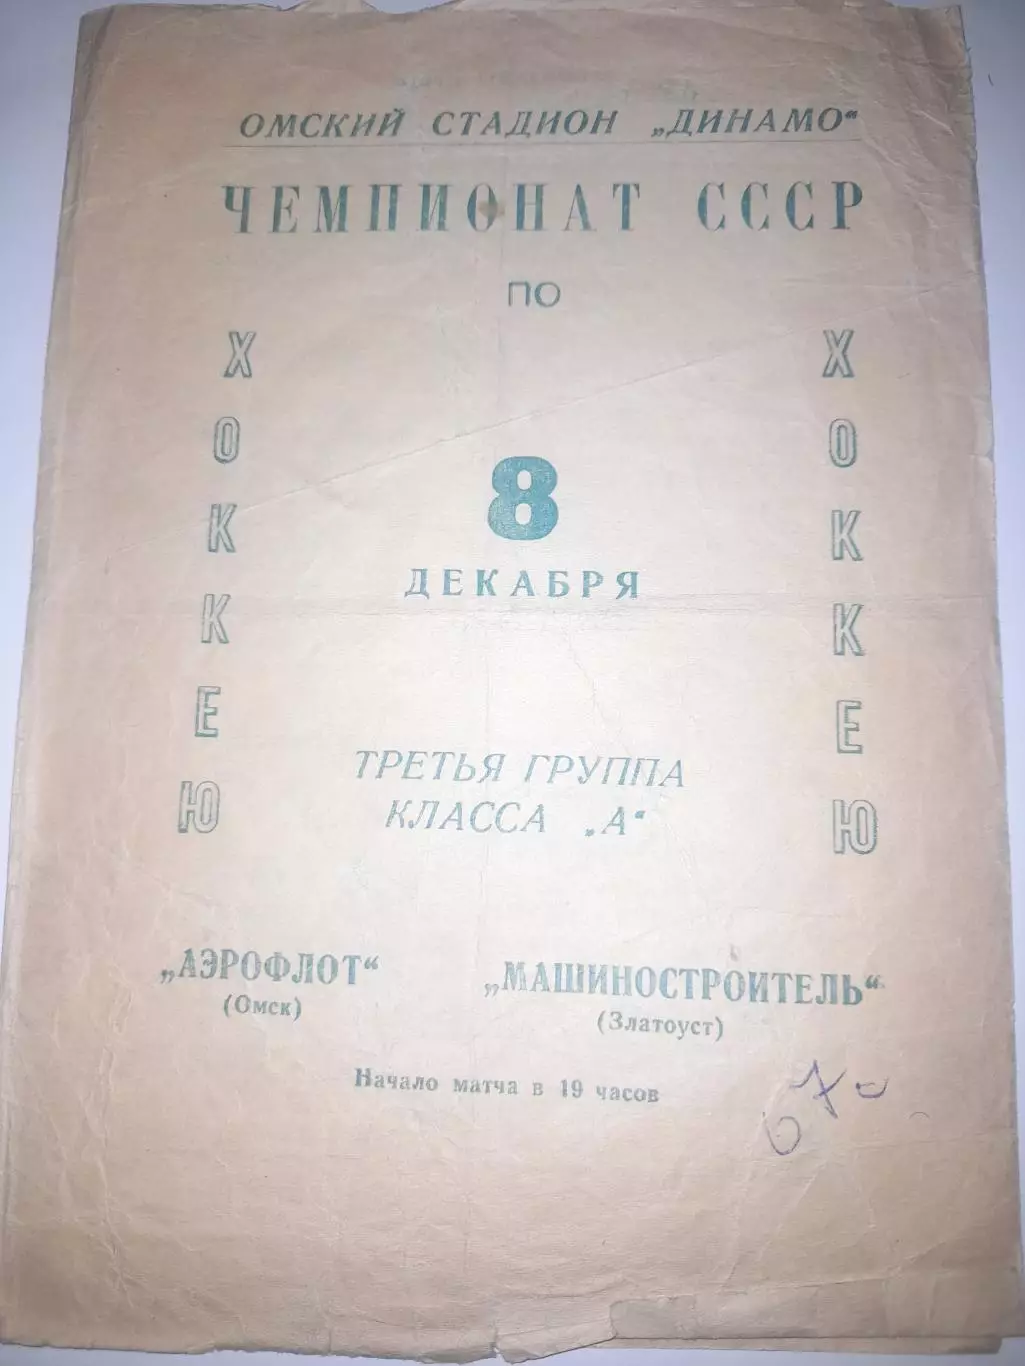 ОМСКИЙ СТАДИОН „ДИНАМО“
ЧЕМПИОНАТ СССР
ПО
ХОККЕЮ
ХОККЕЮ
8
ДЕКАБРЯ
ТРЕТЬЯ ГРУППА
КЛАССА „А“
„АЭРОФЛОТ“
(Омск)
„МАШИНОСТРОИТЕЛЬ“
(Златоуст)
Начало матча в 19 часов